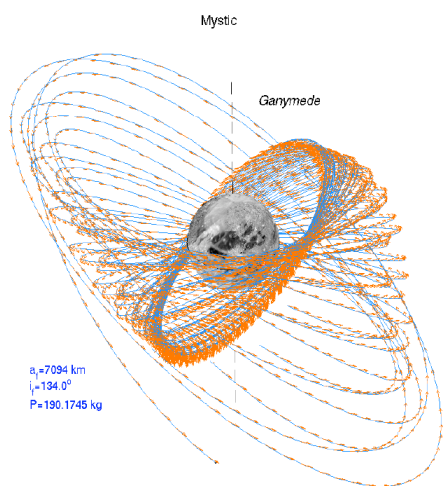 Mystic
Ganymede
a_f=7094 km
i_f=134.0°
P=190.1745 kg